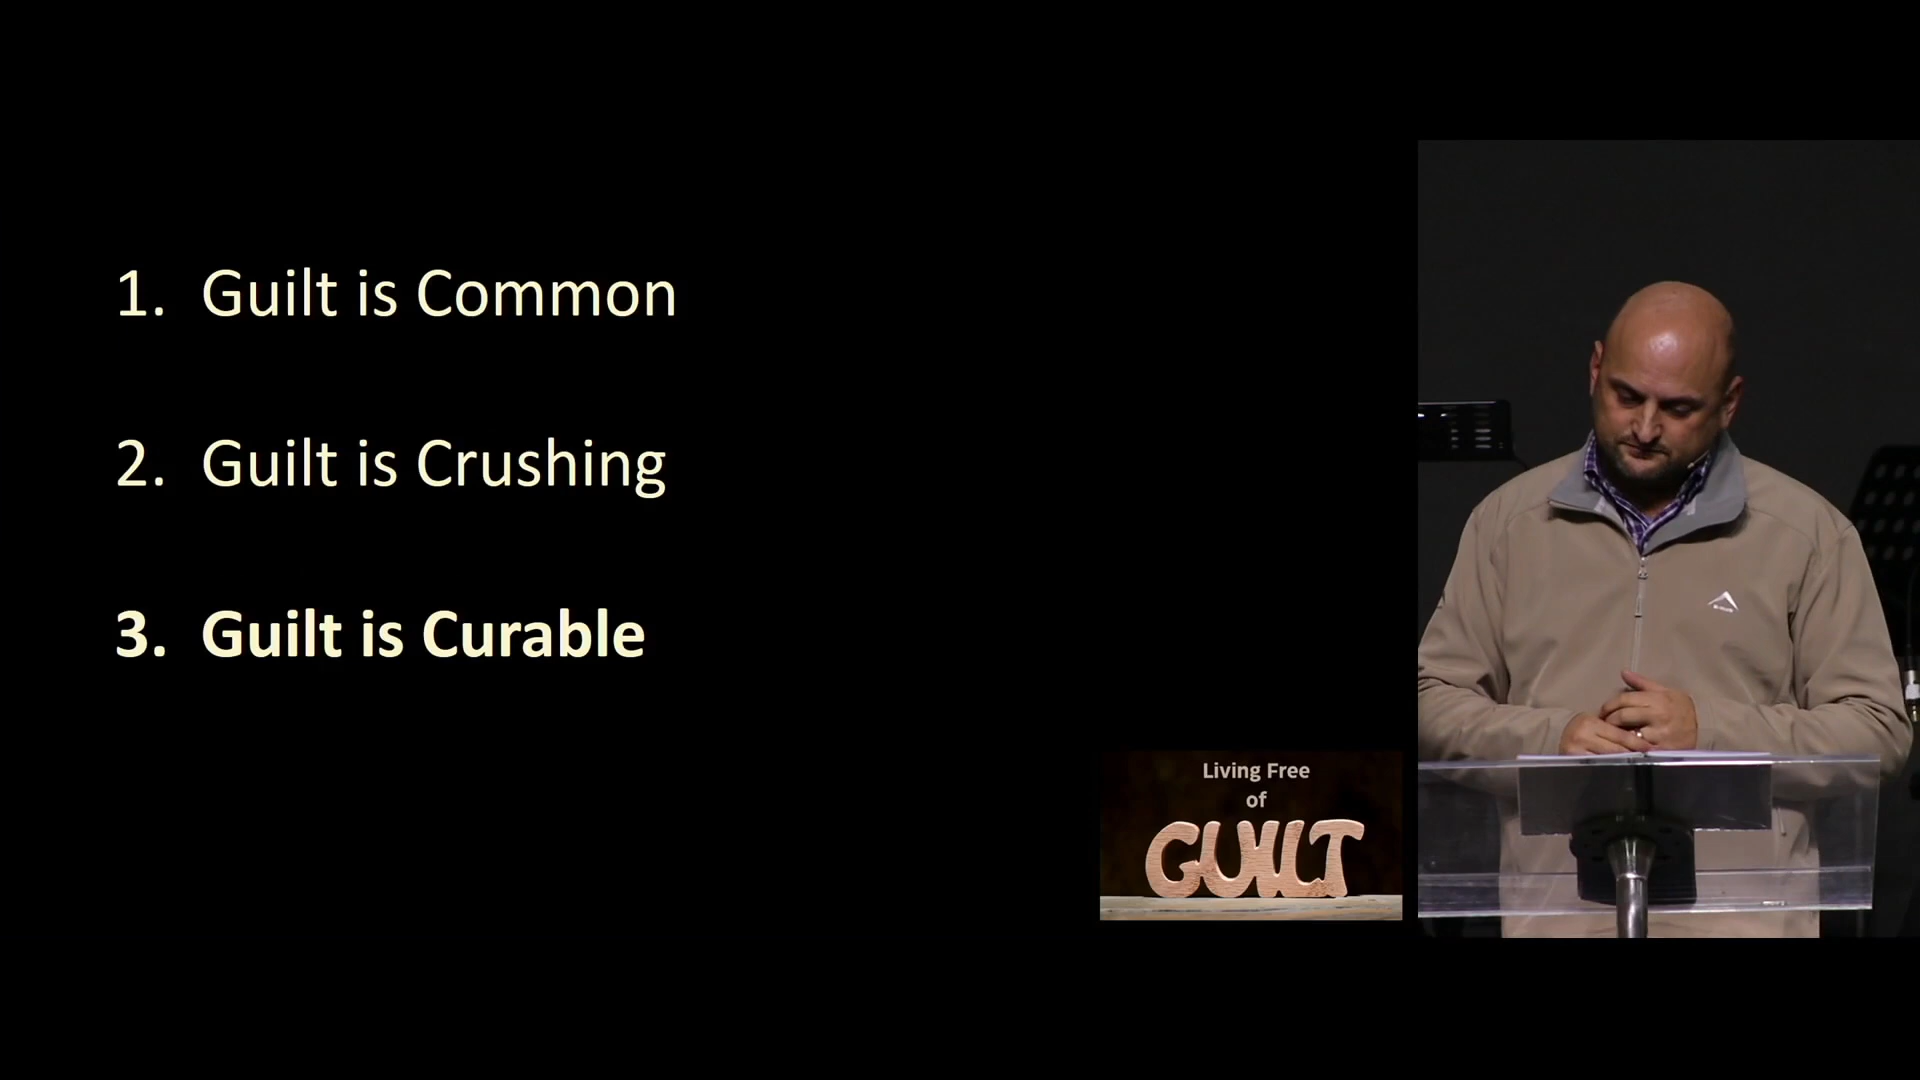 1. Guilt is Common
2. Guilt is Crushing
3. Guilt is Curable
Living Free
of
GUILT